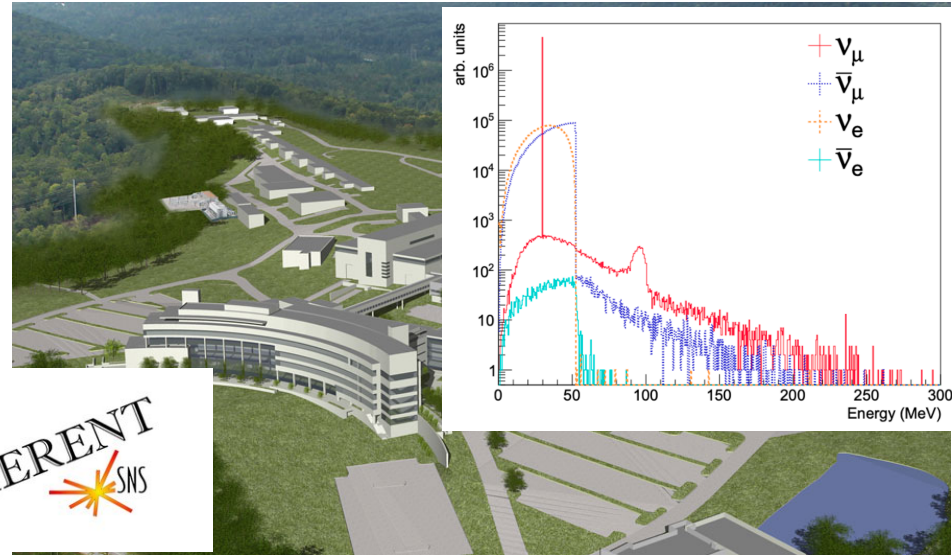 arb. units
10⁶
10⁵
10⁴
10³
10²
10
1
0 50 100 150 200 250 300
Energy (MeV)
νμ
ν̄μ
νe
ν̄e
ERENT
SNS